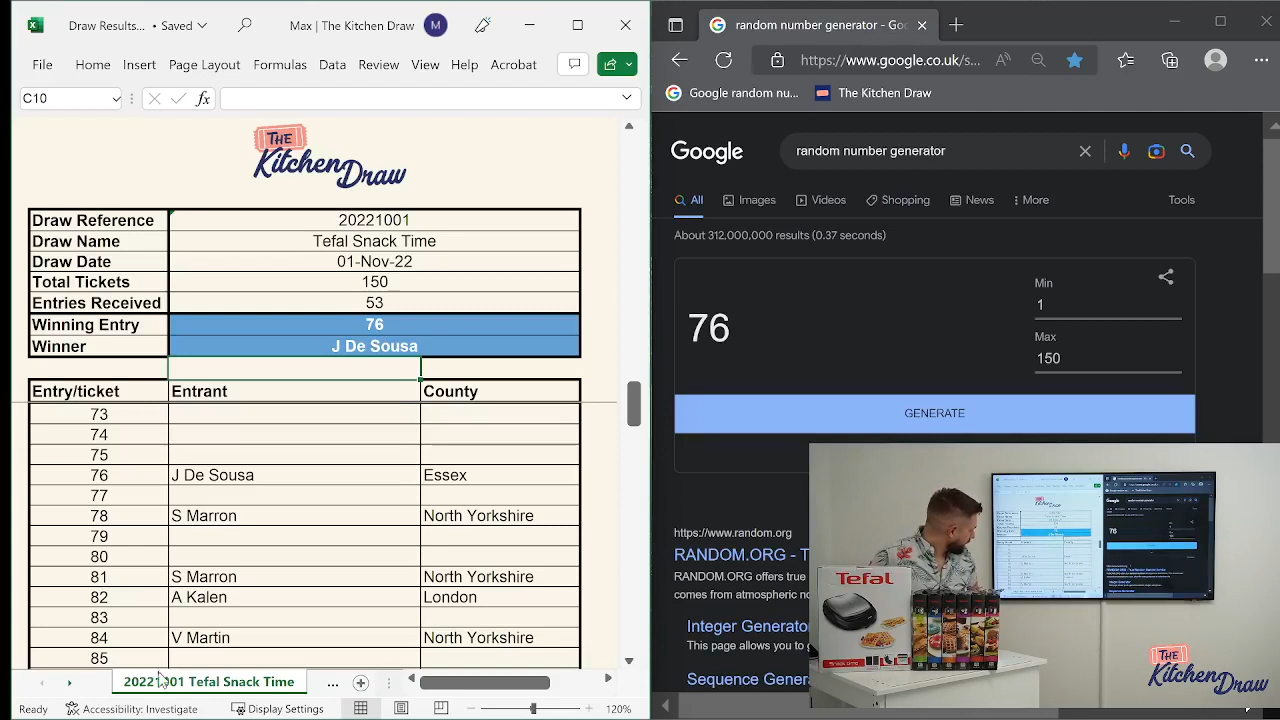 Draw Results... • Saved
Max | The Kitchen Draw
M
File Home Insert Page Layout Formulas Data Review View Help Acrobat
C10
fx
THE
Kitchen Draw
Draw Reference 20221001
Draw Name Tefal Snack Time
Draw Date 01-Nov-22
Total Tickets 150
Entries Received 53
Winning Entry 76
Winner J De Sousa
Entry/ticket Entrant County
73
74
75
76 J De Sousa Essex
77
78 S Marron North Yorkshire
79
80
81 S Marron North Yorkshire
82 A Kalen London
83
84 V Martin North Yorkshire
85
20221001 Tefal Snack Time
...
Ready Accessibility: Investigate Display Settings 120%
random number generator - Goo
https://www.google.co.uk/s...
Google random nu... The Kitchen Draw
Google
random number generator
All Images Videos Shopping News More Tools
About 312,000,000 results (0.37 seconds)
76
Min
1
Max
150
GENERATE
https://www.random.org
RANDOM.ORG - T
RANDOM.ORG offers true
comes from atmospheric no
Integer Generator
This page allows you
Sequence Genera
Tefal
THE
Kitchen Draw